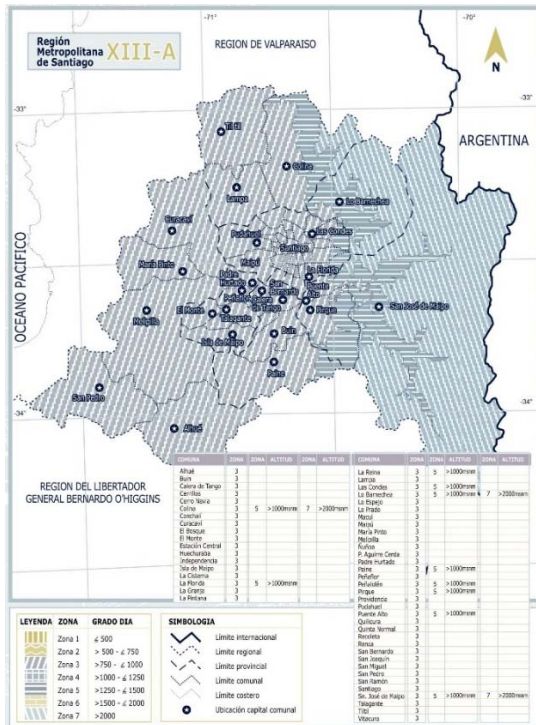 Región
Metropolitana
de Santiago
XIII-A
REGION DE VALPARAISO
N
ARGENTINA
OCEANO PACIFICO
REGION DEL LIBERTADOR
GENERAL BERNARDO O'HIGGINS
-71
-70
-33
-33
-34
-34
Til til
Colina
Lampa
Lo Barnechea
Curacaví
Pudahuel
Las Condes
Santiago
Maipú
María Pinto
Padre
Hurtado
San
Bernardo
La Florida
Puente
Alto
Peñaflor
Calera
de Tango
Pirque
San José de Maipo
Melipilla
El Monte
Talagante
Isla de Maipo
Buin
Paine
San Pedro
Alhué
COMUNA ZONA ZONA ALTITUD ZONA ALTITUD
Alhué 3
Buin 3
Calera de Tango 3
Cerrillos 3
Cerro Navia 3
Colina 3 5 >1000msnm 7 >2000msnm
Conchalí 3
Curacaví 3
El Bosque 3
El Monte 3
Estación Central 3
Huechuraba 3
Independencia 3
Isla de Maipo 3
La Cisterna 3
La Florida 3 5 >1000msnm
La Granja 3
La Pintana 3
COMUNA ZONA ZONA ALTITUD ZONA ALTITUD
La Reina 3 5 >1000msnm
Lampa 3
Las Condes 3 5 >1000msnm
Lo Barnechea 3 5 >1000msnm 7 >2000msnm
Lo Espejo 3
Lo Prado 3
Macul 3
Maipú 3
María Pinto 3
Melipilla 3
Ñuñoa 3
P. Aguirre Cerda 3
Padre Hurtado 3
Paine 3 5 >1000msnm
Peñaflor 3
Peñalolén 3 5 >1000msnm
Pirque 3 5 >1000msnm
Providencia 3
Pudahuel 3
Puente Alto 3 5 >1000msnm
Quilicura 3
Quinta Normal 3
Recoleta 3
Renca 3
San Bernardo 3
San Joaquín 3
San Miguel 3
San Pedro 3
San Ramón 3
Santiago 3
Sn. José de Maipo 3 5 >1000msnm 7 >2000msnm
Talagante 3
Tiltil 3
Vitacura 3
LEYENDA ZONA GRADO DIA
Zona 1 ≤ 500
Zona 2 > 500 - ≤ 750
Zona 3 >750 - ≤ 1000
Zona 4 >1000 - ≤ 1250
Zona 5 >1250 - ≤ 1500
Zona 6 >1500 - ≤ 2000
Zona 7 >2000
SIMBOLOGIA
Límite internacional
Límite regional
Límite provincial
Límite comunal
Límite costero
Ubicación capital comunal